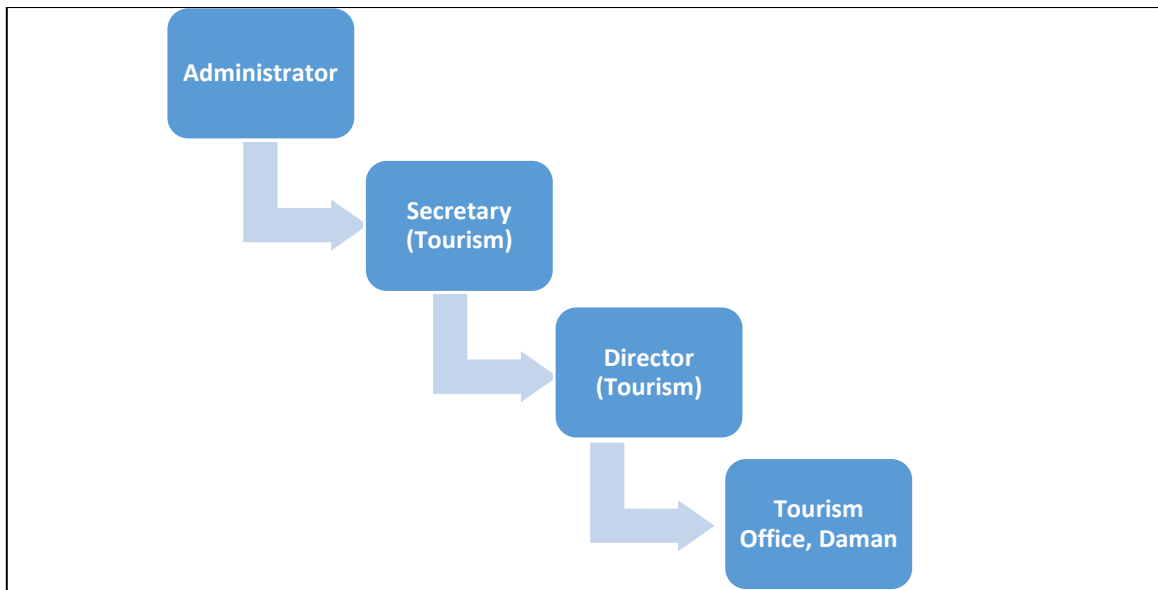 Administrator
Secretary
(Tourism)
Director
(Tourism)
Tourism
Office, Daman